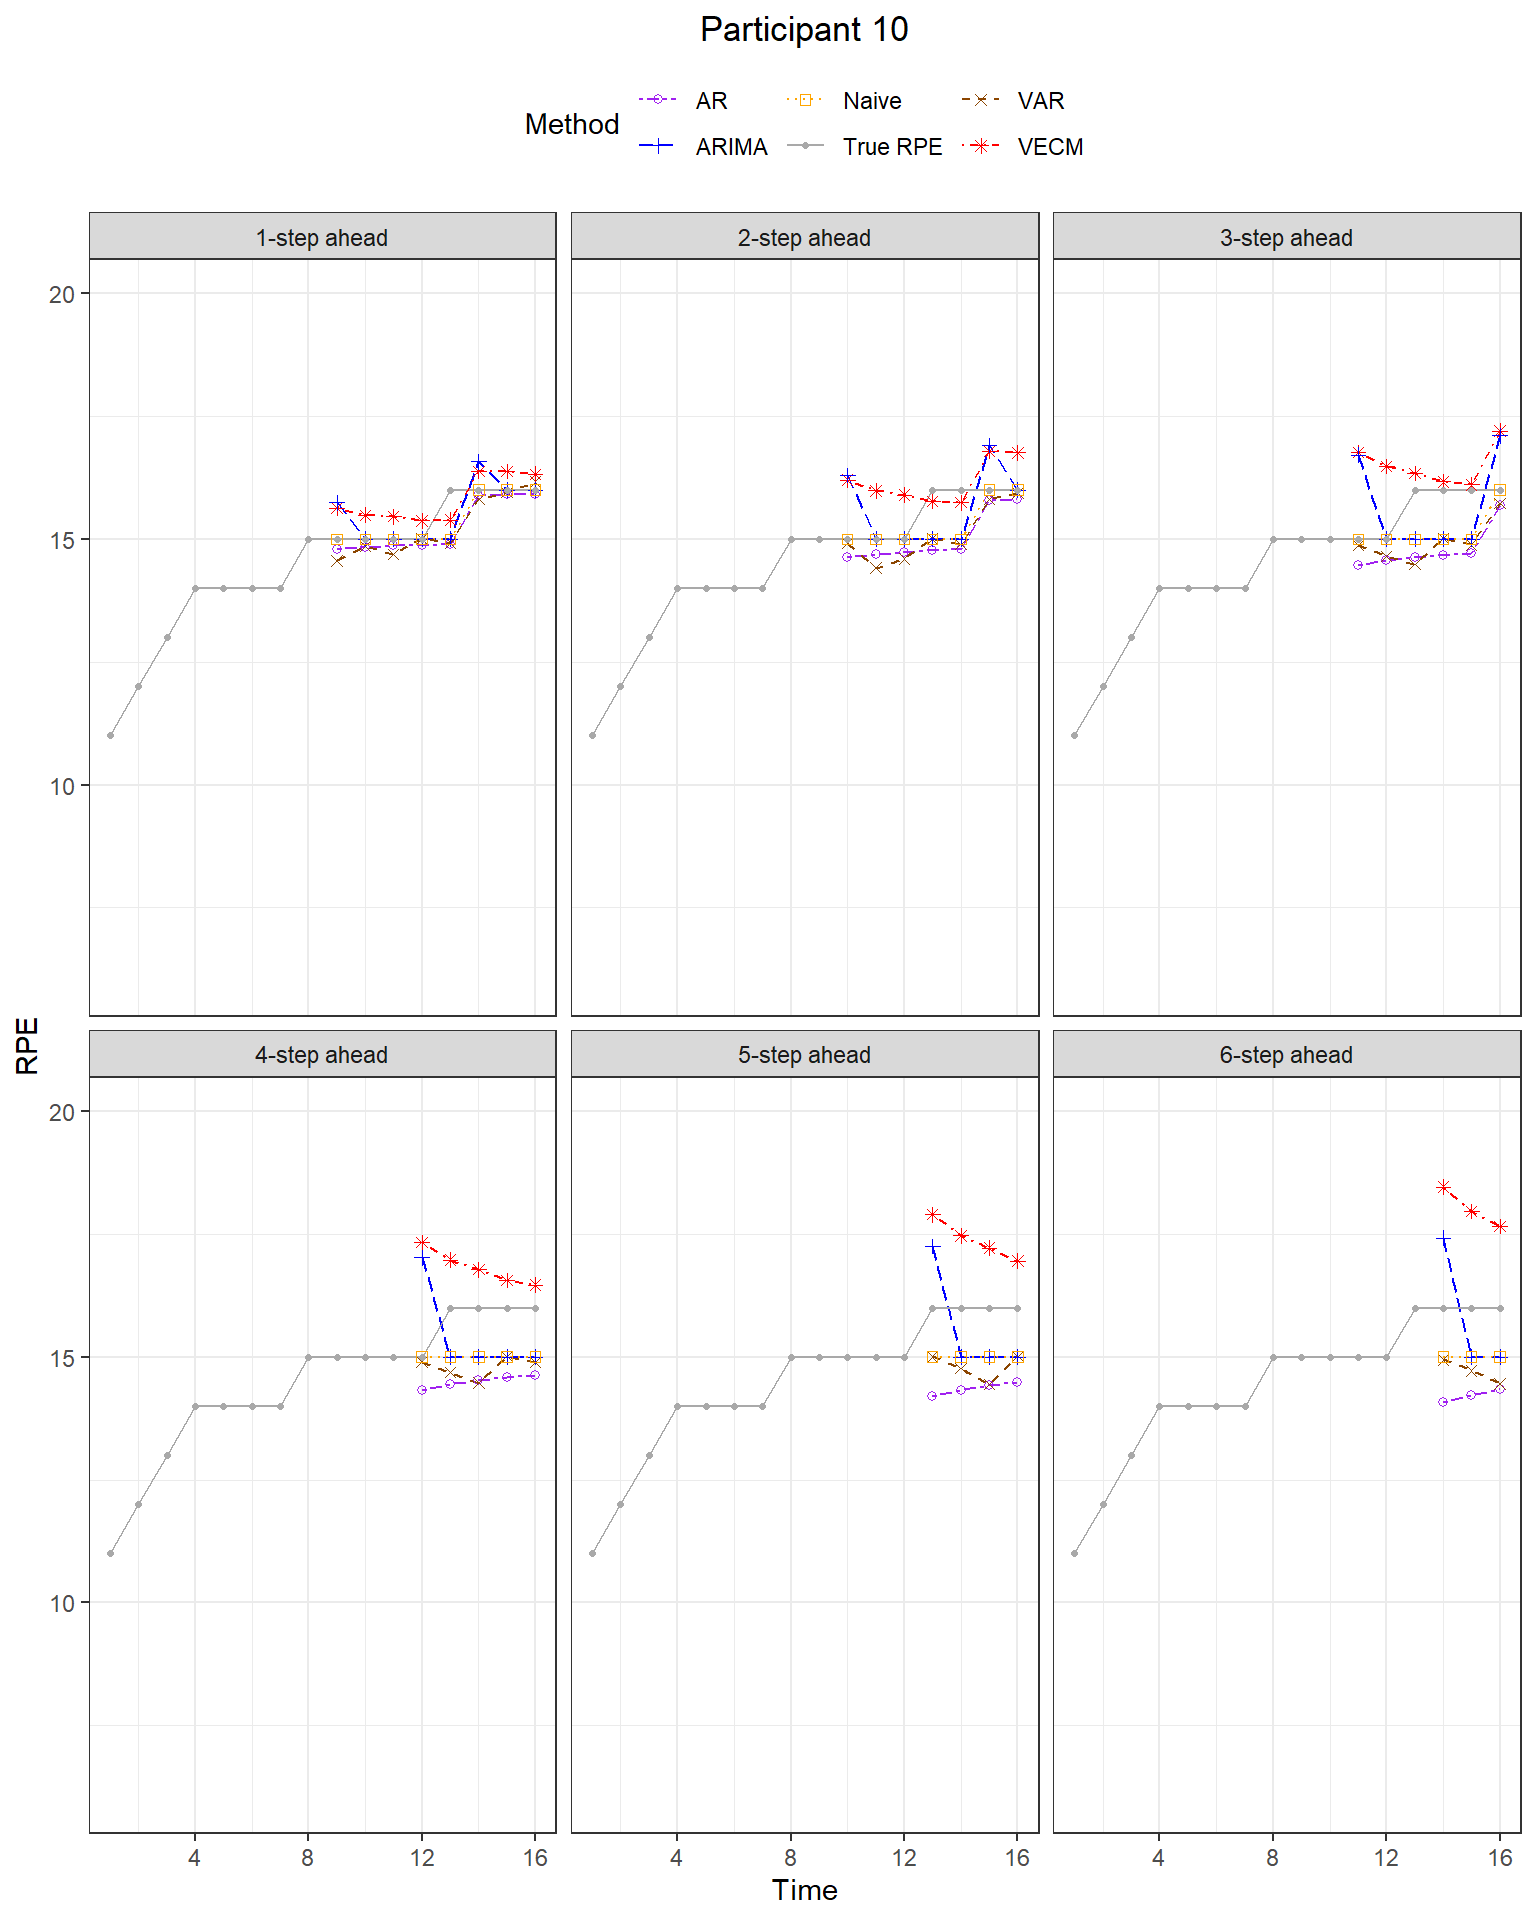 Participant 10
Method
AR
Naive
VAR
ARIMA
True RPE
VECM
1-step ahead
2-step ahead
3-step ahead
20
15
10
RPE
4-step ahead
5-step ahead
6-step ahead
20
15
10
4 8 12 16
4 8 12 16
4 8 12 16
Time